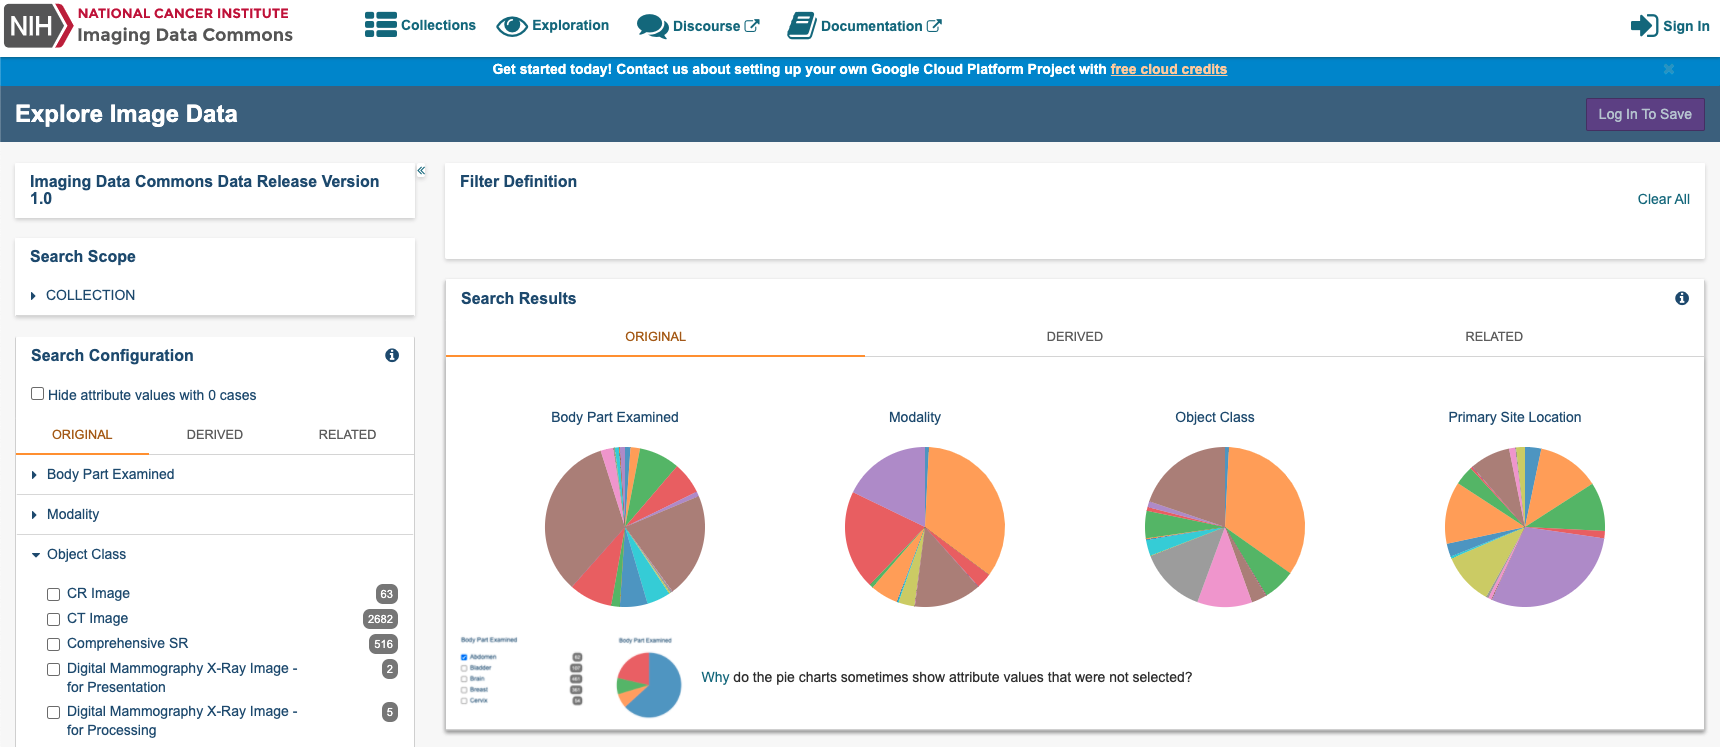 NIH NATIONAL CANCER INSTITUTE
Imaging Data Commons
Collections Exploration Discourse Documentation Sign In
Get started today! Contact us about setting up your own Google Cloud Platform Project with free cloud credits
Explore Image Data
Log In To Save
Imaging Data Commons Data Release Version
1.0
Search Scope
COLLECTION
Search Configuration
Hide attribute values with 0 cases
ORIGINAL DERIVED RELATED
Body Part Examined
Modality
Object Class
CR Image 63
CT Image 2682
Comprehensive SR 516
Digital Mammography X-Ray Image - 2
for Presentation
Digital Mammography X-Ray Image - 5
for Processing
Filter Definition
Clear All
Search Results
ORIGINAL DERIVED RELATED
Body Part Examined Modality Object Class Primary Site Location
Body Part Examined Body Part Examined
Abdomen
Bladder
Brain
Breast
Cervix
Why do the pie charts sometimes show attribute values that were not selected?